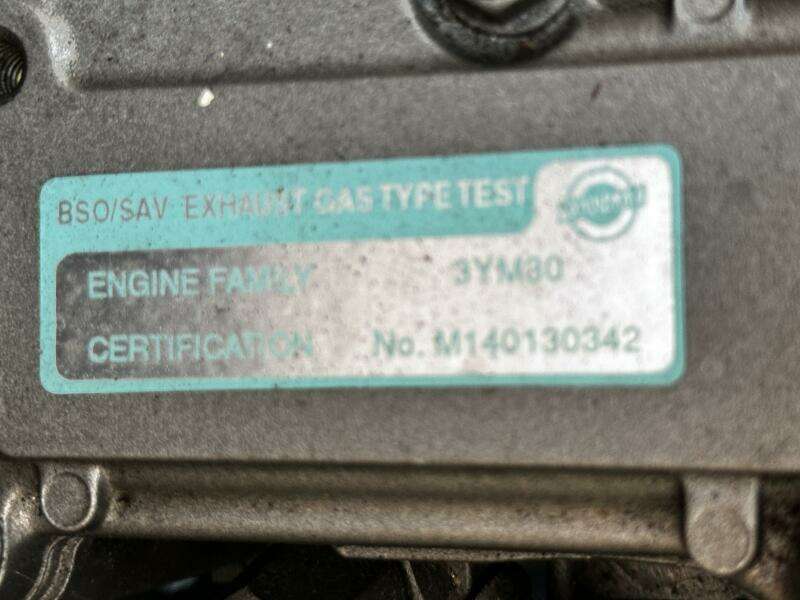 BSO/SAV EXHAUST GAS TYPE TEST
ENGINE FAMILY 3YM30
CERTIFICATION No. M140130342